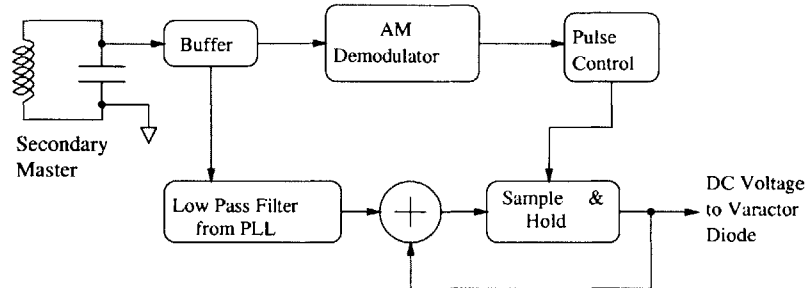 Buffer
AM
Demodulator
Pulse
Control
Secondary
Master
Low Pass Filter
from PLL
Sample &
Hold
DC Voltage
to Varactor
Diode